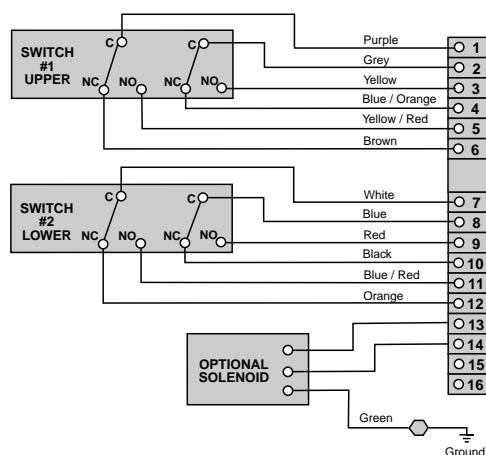 SWITCH
#1
UPPER
C
C
NC
NO
NC
NO
Purple
Grey
Yellow
Blue / Orange
Yellow / Red
Brown
1
2
3
4
5
6
SWITCH
#2
LOWER
C
C
NC
NO
NC
NO
White
Blue
Red
Black
Blue / Red
Orange
7
8
9
10
11
12
13
14
15
16
OPTIONAL
SOLENOID
Green
Ground